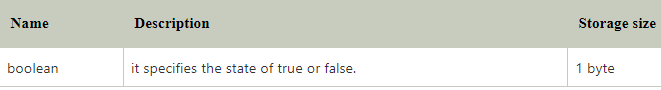 Name Description Storage size
boolean it specifies the state of true or false. 1 byte